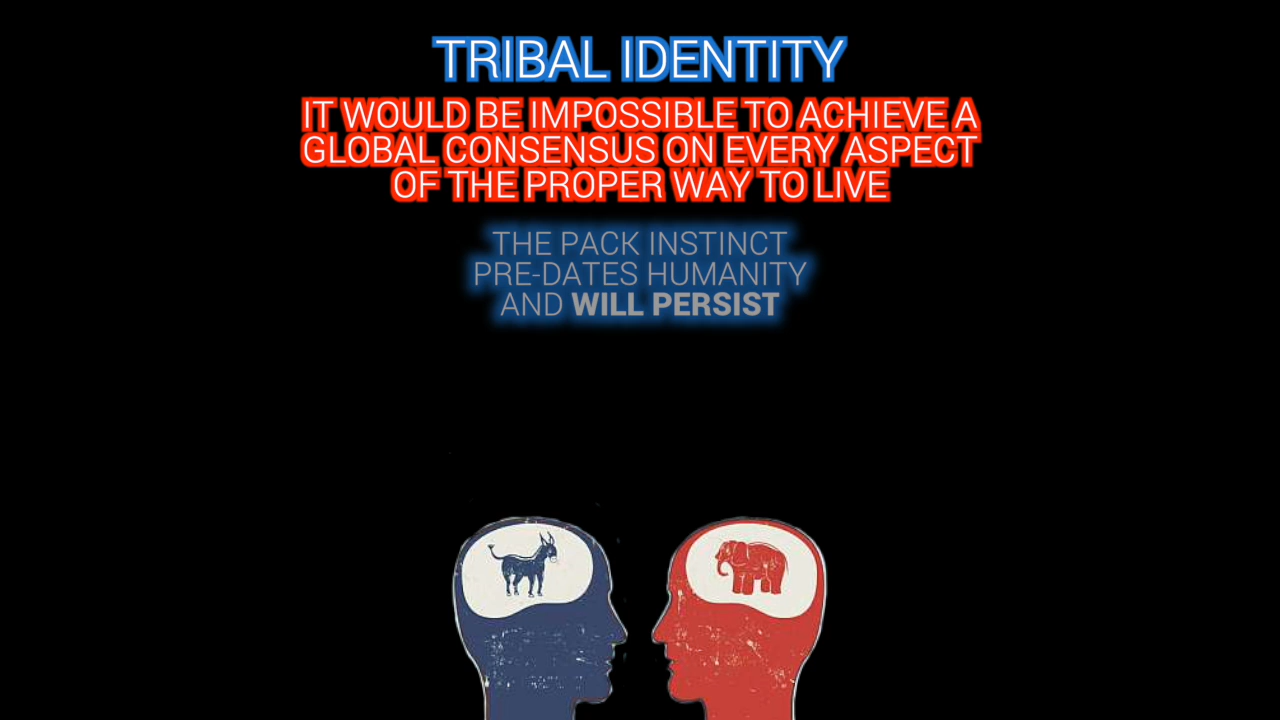 TRIBAL IDENTITY
IT WOULD BE IMPOSSIBLE TO ACHIEVE A
GLOBAL CONSENSUS ON EVERY ASPECT
OF THE PROPER WAY TO LIVE
THE PACK INSTINCT
PRE-DATES HUMANITY
AND WILL PERSIST